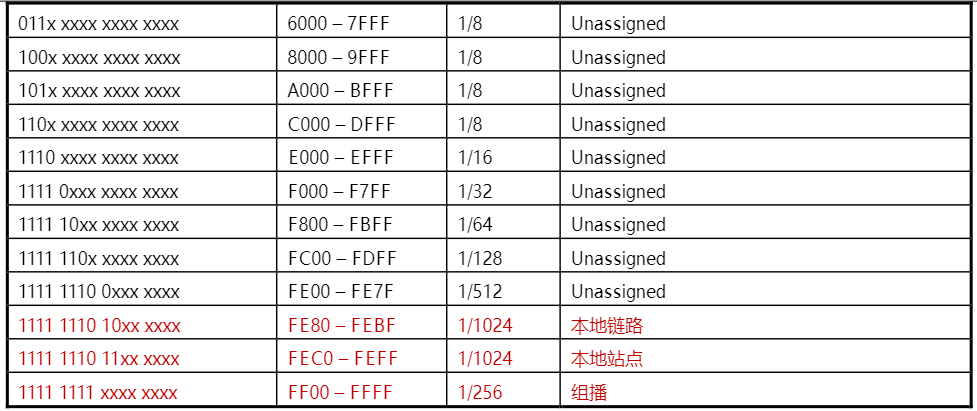 011x xxxx xxxx xxxx 6000 – 7FFF 1/8 Unassigned
100x xxxx xxxx xxxx 8000 – 9FFF 1/8 Unassigned
101x xxxx xxxx xxxx A000 – BFFF 1/8 Unassigned
110x xxxx xxxx xxxx C000 – DFFF 1/8 Unassigned
1110 xxxx xxxx xxxx E000 – EFFF 1/16 Unassigned
1111 0xxx xxxx xxxx F000 – F7FF 1/32 Unassigned
1111 10xx xxxx xxxx F800 – FBFF 1/64 Unassigned
1111 110x xxxx xxxx FC00 – FDFF 1/128 Unassigned
1111 1110 0xxx xxxx FE00 – FE7F 1/512 Unassigned
1111 1110 10xx xxxx FE80 – FEBF 1/1024 本地链路
1111 1110 11xx xxxx FEC0 – FEFF 1/1024 本地站点
1111 1111 xxxx xxxx FF00 – FFFF 1/256 组播